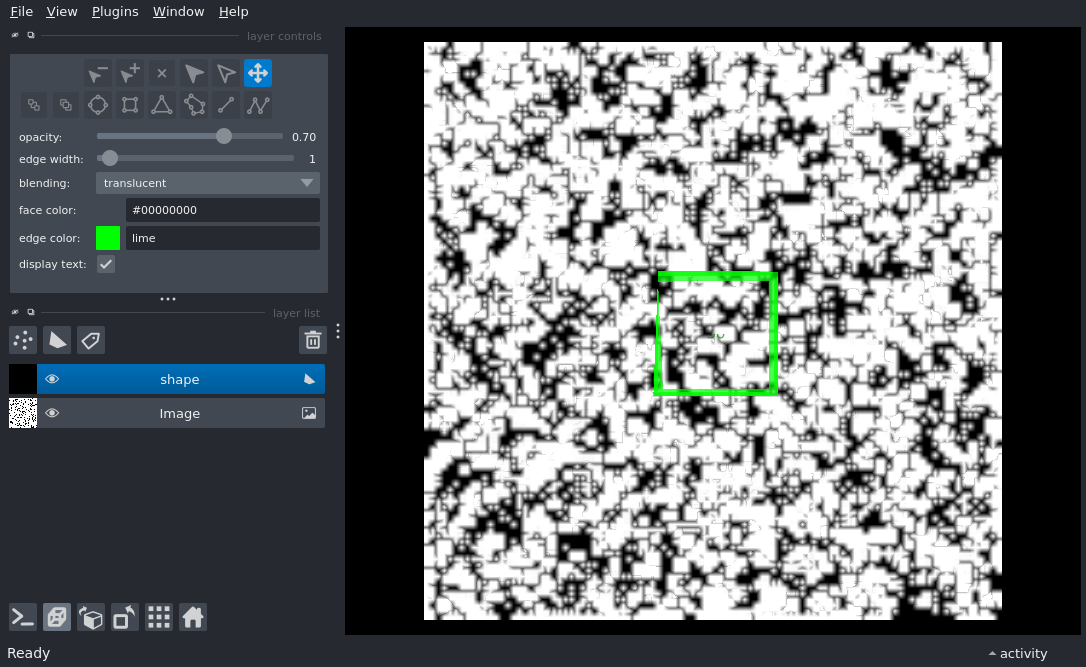 File View Plugins Window Help
layer controls
opacity: 0.70
edge width: 1
blending: translucent
face color: #00000000
edge color: lime
display text:
layer list
shape
Image
Ready
activity